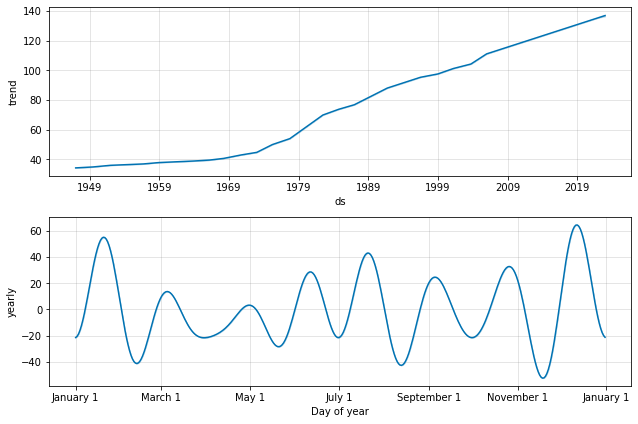 140
120
100
80
60
40
trend
1949 1959 1969 1979 1989 1999 2009 2019
ds
60
40
20
0
−20
−40
yearly
January 1 March 1 May 1 July 1 September 1 November 1 January 1
Day of year